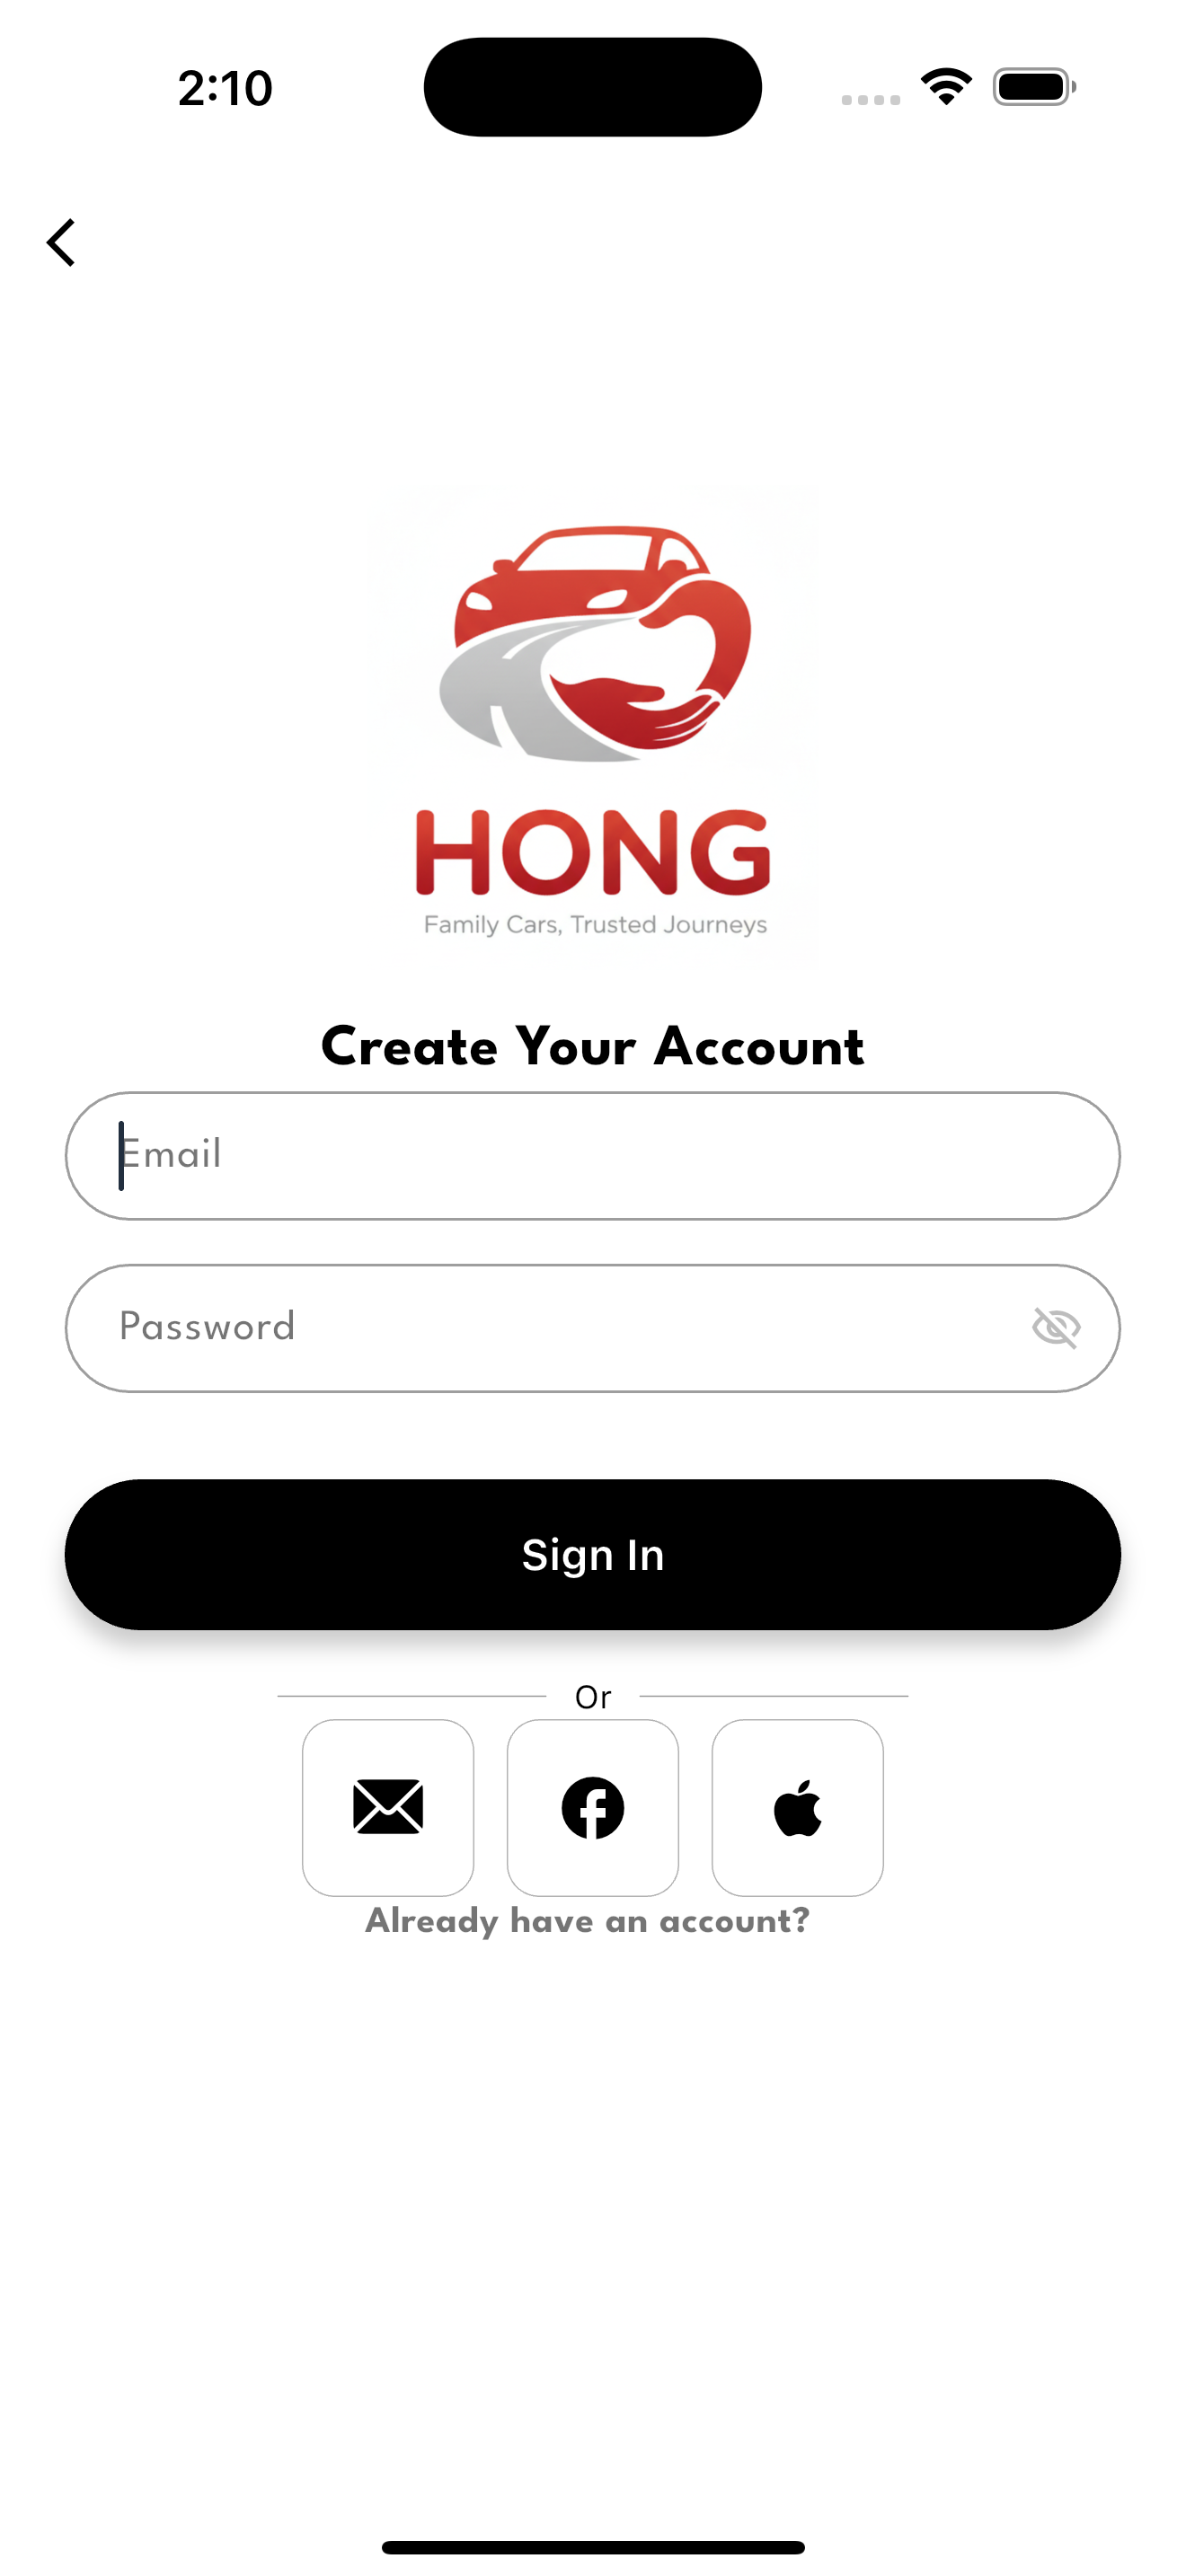 2:10
HONG
Family Cars, Trusted Journeys
Create Your Account
Email
Password
Sign In
Or
Already have an account?